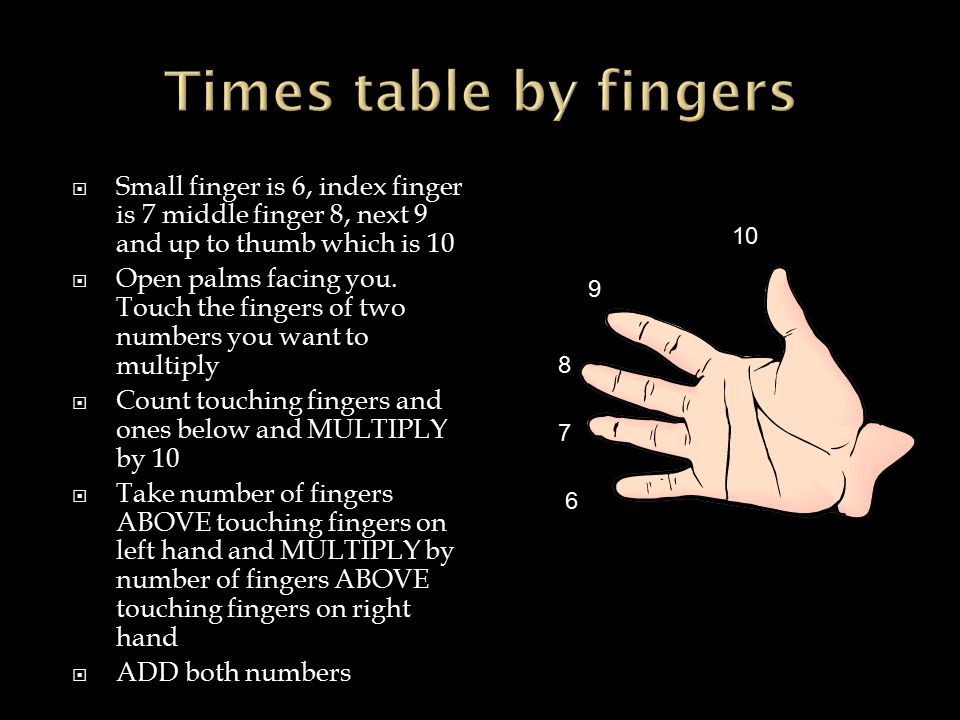 Times table by fingers
Small finger is 6, index finger
is 7 middle finger 8, next 9
and up to thumb which is 10
Open palms facing you.
Touch the fingers of two
numbers you want to
multiply
Count touching fingers and
ones below and MULTIPLY
by 10
Take number of fingers
ABOVE touching fingers on
left hand and MULTIPLY by
number of fingers ABOVE
touching fingers on right
hand
ADD both numbers
10
9
8
7
6